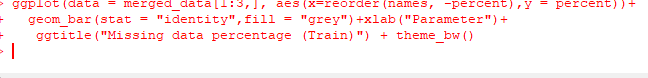 > ggplot(data = merged_data[1:3,], aes(x=reorder(names, -percent),y = percent))+
+   geom_bar(stat = "identity",fill = "grey")+xlab("Parameter")+
+   ggtitle("Missing data percentage (Train)") + theme_bw()
>